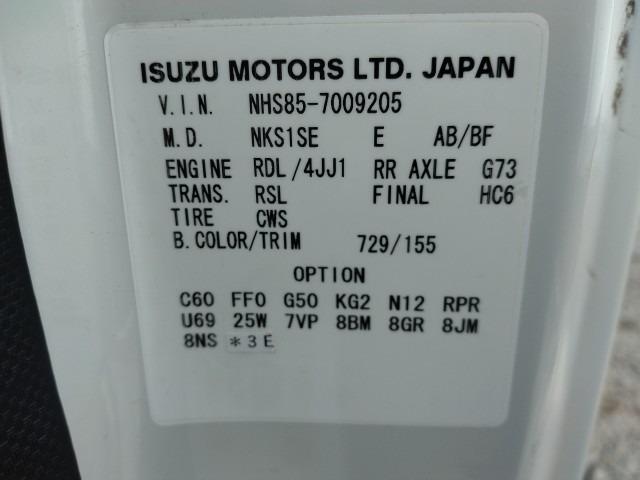 ISUZU MOTORS LTD. JAPAN
V.I.N. NHS85-7009205
M.D. NKS1SE E AB/BF
ENGINE RDL/4JJ1 RR AXLE G73
TRANS. RSL FINAL HC6
TIRE CWS
B.COLOR/TRIM 729/155
OPTION
C60 FF0 G50 KG2 N12 RPR
U69 25W 7VP 8BM 8GR 8JM
8NS *3E